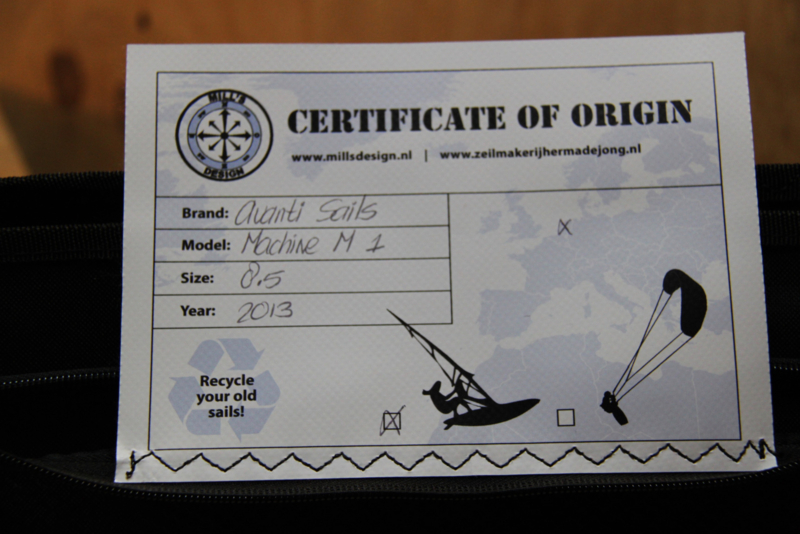 MILL'S
DESIGN
CERTIFICATE OF ORIGIN
www.millsdesign.nl | www.zeilmakerijhermadejong.nl
Brand: Avanti Sails
Model: Machine M 1
Size: 8.5
Year: 2013
Recycle
your old
sails!